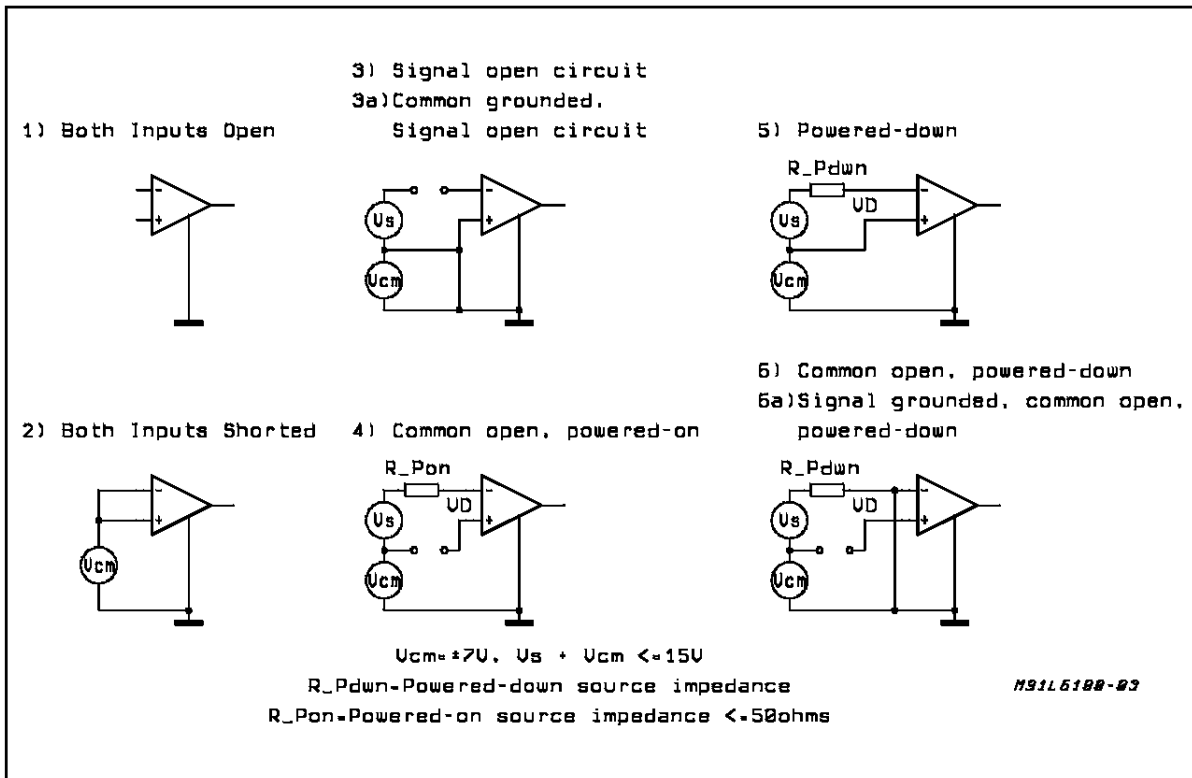 1) Both Inputs Open
-
+
3) Signal open circuit
3a)Common grounded,
Signal open circuit
-
+
Vs
Vcm
5) Powered-down
R_Pdwn
VD
-
+
Vs
Vcm
2) Both Inputs Shorted
-
+
Vcm
4) Common open, powered-on
R_Pon
VD
-
+
Vs
Vcm
6) Common open, powered-down
6a)Signal grounded, common open,
powered-down
R_Pdwn
VD
-
+
Vs
Vcm
Vcm=±7V, Vs + Vcm <=15V
R_Pdwn=Powered-down source impedance
R_Pon=Powered-on source impedance <=50ohms
M91L6100-03